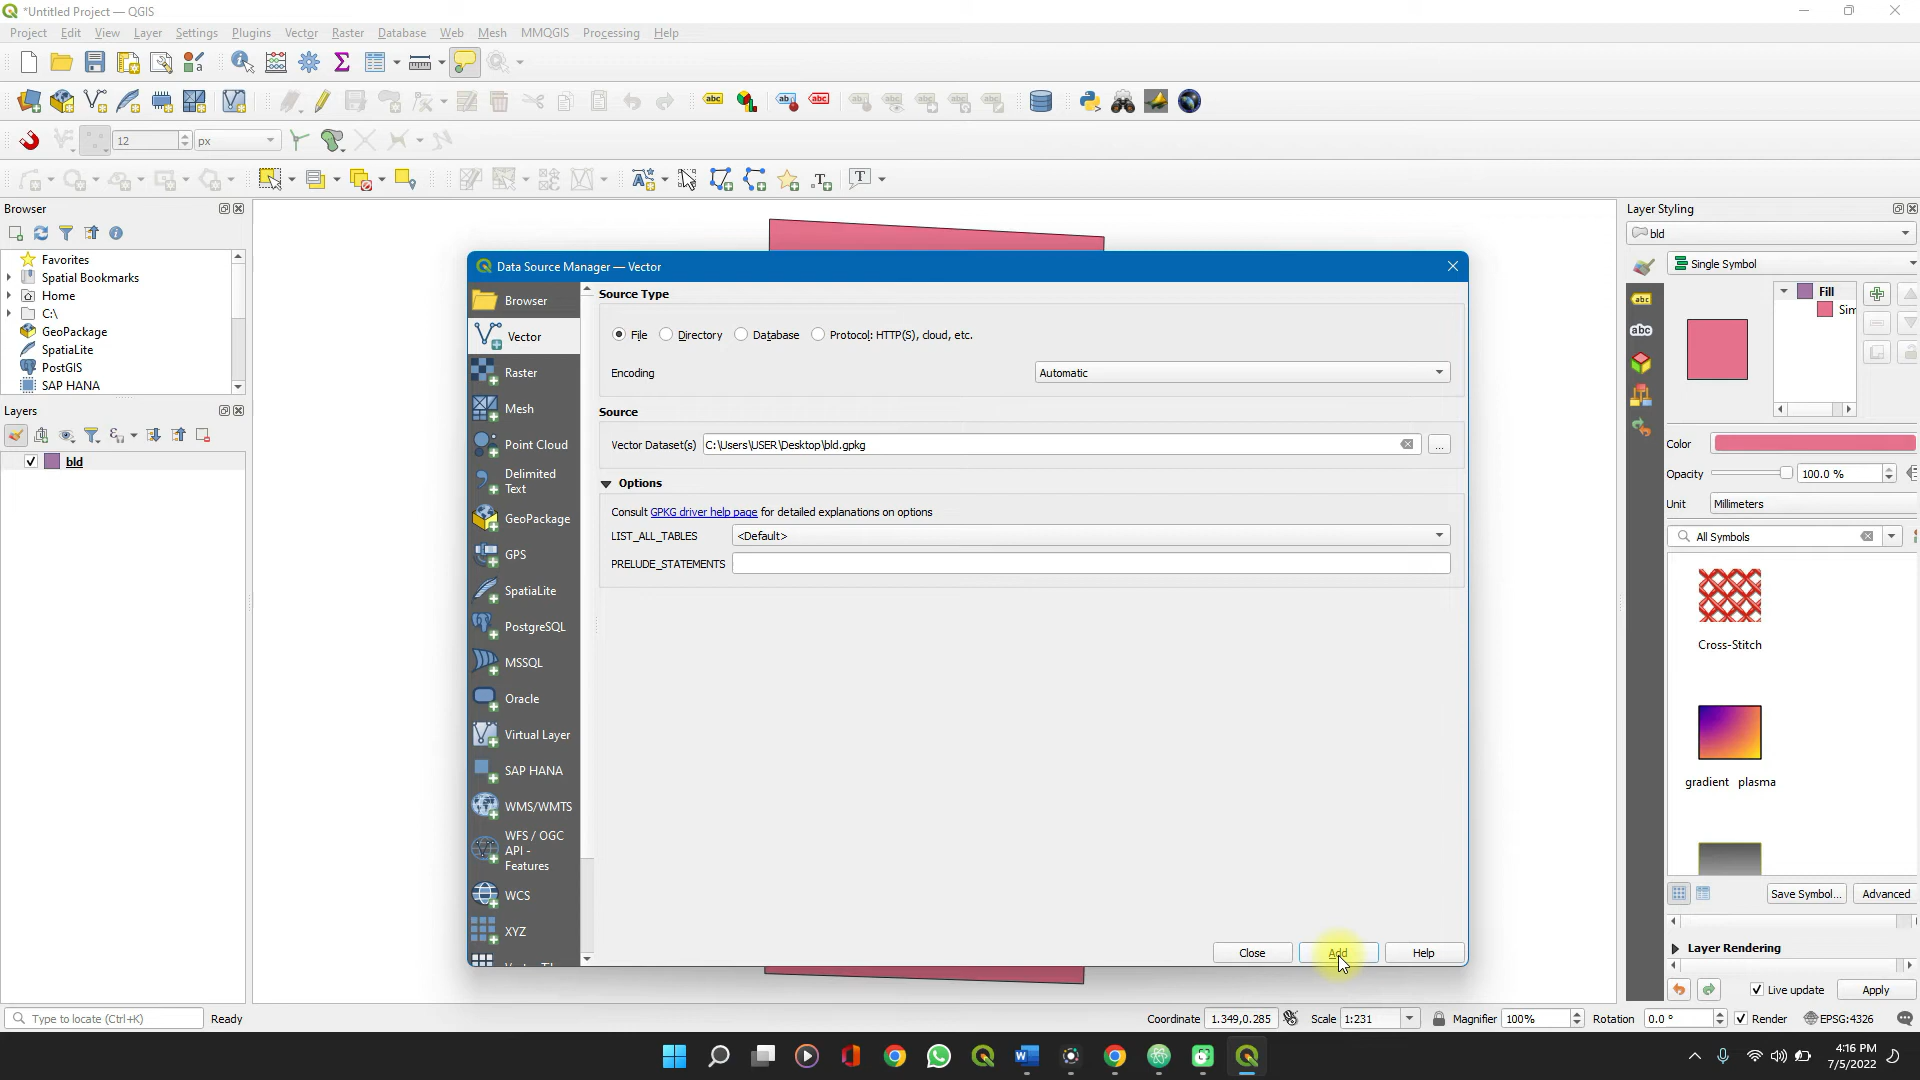 *Untitled Project — QGIS
Project Edit View Layer Settings Plugins Vector Raster Database Web Mesh MMQGIS Processing Help
abc abc ab abc
12 px
Browser
Favorites
Spatial Bookmarks
Home
C:\
GeoPackage
SpatiaLite
PostGIS
SAP HANA
Layers
bld
Data Source Manager — Vector
Browser
Vector
Raster
Mesh
Point Cloud
Delimited
Text
GeoPackage
GPS
SpatiaLite
PostgreSQL
MSSQL
Oracle
Virtual Layer
SAP HANA
WMS/WMTS
WFS / OGC
API -
Features
WCS
XYZ
Source Type
File Directory Database Protocol: HTTP(S), cloud, etc.
Encoding Automatic
Source
Vector Dataset(s) C:\Users\USER\Desktop\bld.gpkg ...
Options
Consult GPKG driver help page for detailed explanations on options
LIST_ALL_TABLES <Default>
PRELUDE_STATEMENTS
Close Add Help
Layer Styling
bld
Single Symbol
abc
abc
Fill
Sim
Color
Opacity 100.0 %
Unit Millimeters
All Symbols
Cross-Stitch
gradient plasma
Save Symbol... Advanced
Layer Rendering
Live update Apply
Type to locate (Ctrl+K) Ready Coordinate 1.349,0.285 Scale 1:231 Magnifier 100% Rotation 0.0 ° Render EPSG:4326
4:16 PM
7/5/2022